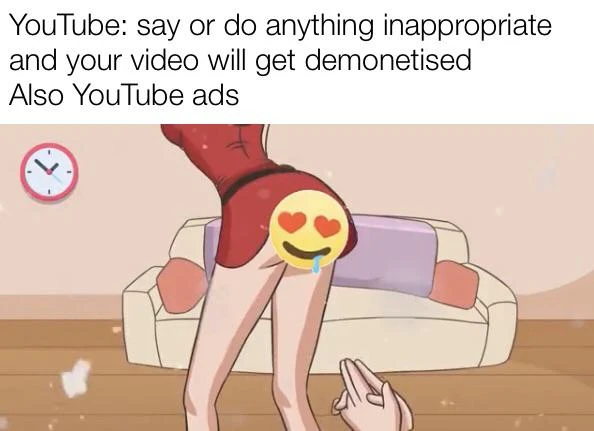 YouTube: say or do anything inappropriate
and your video will get demonetised
Also YouTube ads